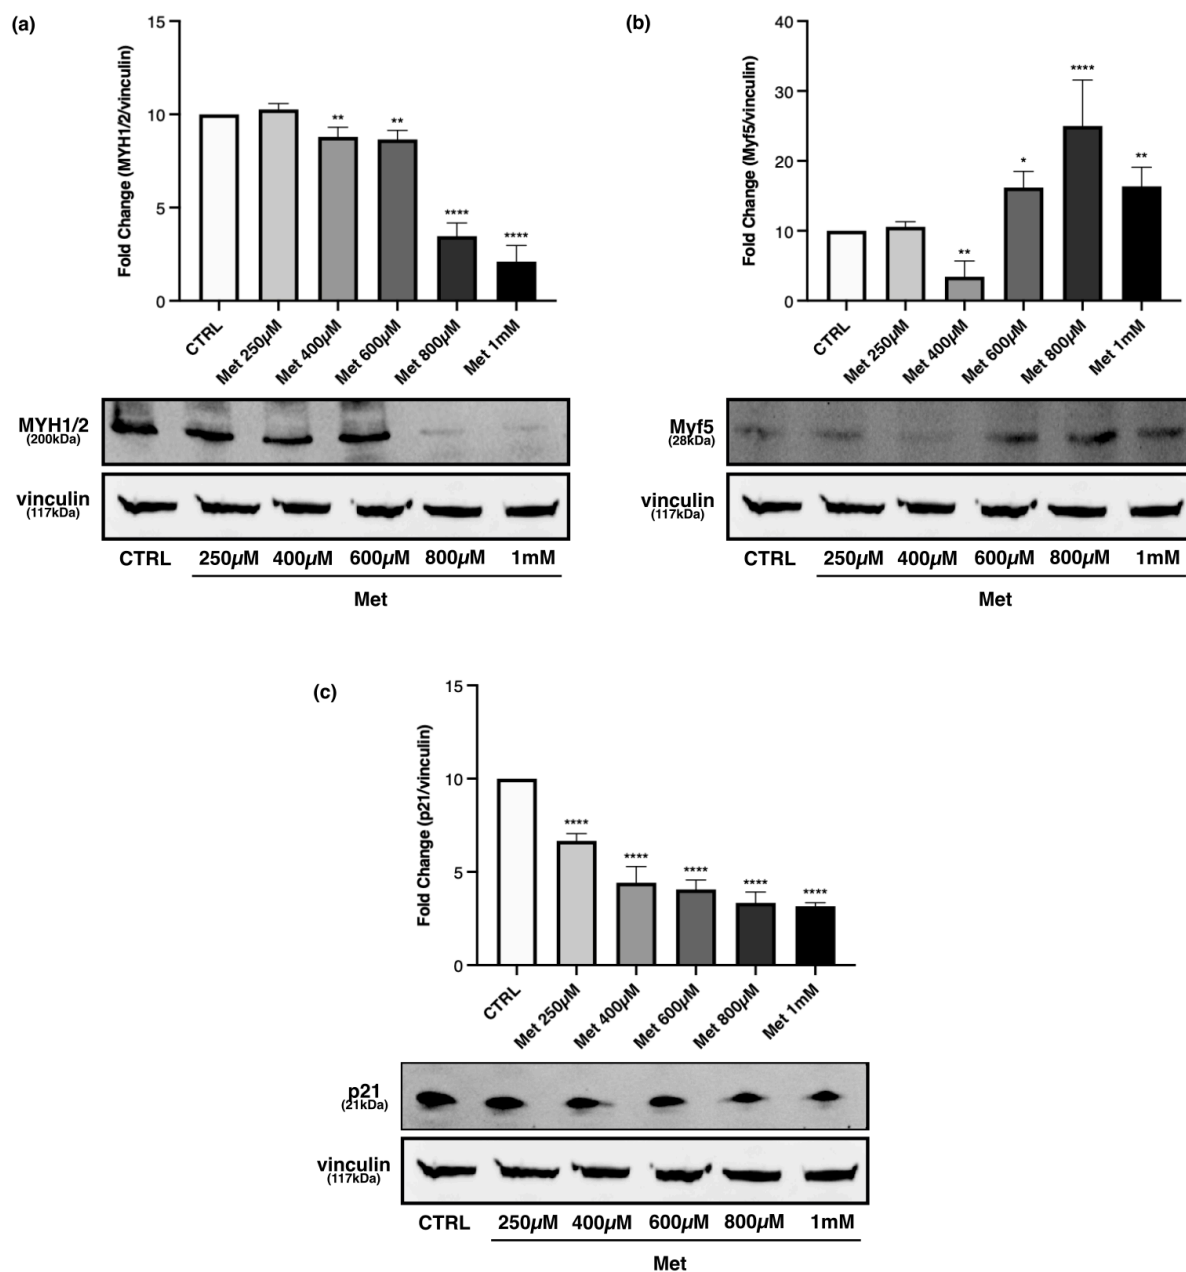 (a)
Fold Change (MYH1/2/vinculin)
15
10
5
0
**
**
****
****
CTRL
Met 250µM
Met 400µM
Met 600µM
Met 800µM
Met 1mM
MYH1/2
(200kDa)
vinculin
(117kDa)
CTRL 250µM 400µM 600µM 800µM 1mM
Met
(b)
Fold Change (Myf5/vinculin)
40
30
20
10
0
**
*
****
**
CTRL
Met 250µM
Met 400µM
Met 600µM
Met 800µM
Met 1mM
Myf5
(28kDa)
vinculin
(117kDa)
CTRL 250µM 400µM 600µM 800µM 1mM
Met
(c)
Fold Change (p21/vinculin)
15
10
5
0
****
****
****
****
****
CTRL
Met 250µM
Met 400µM
Met 600µM
Met 800µM
Met 1mM
p21
(21kDa)
vinculin
(117kDa)
CTRL 250µM 400µM 600µM 800µM 1mM
Met